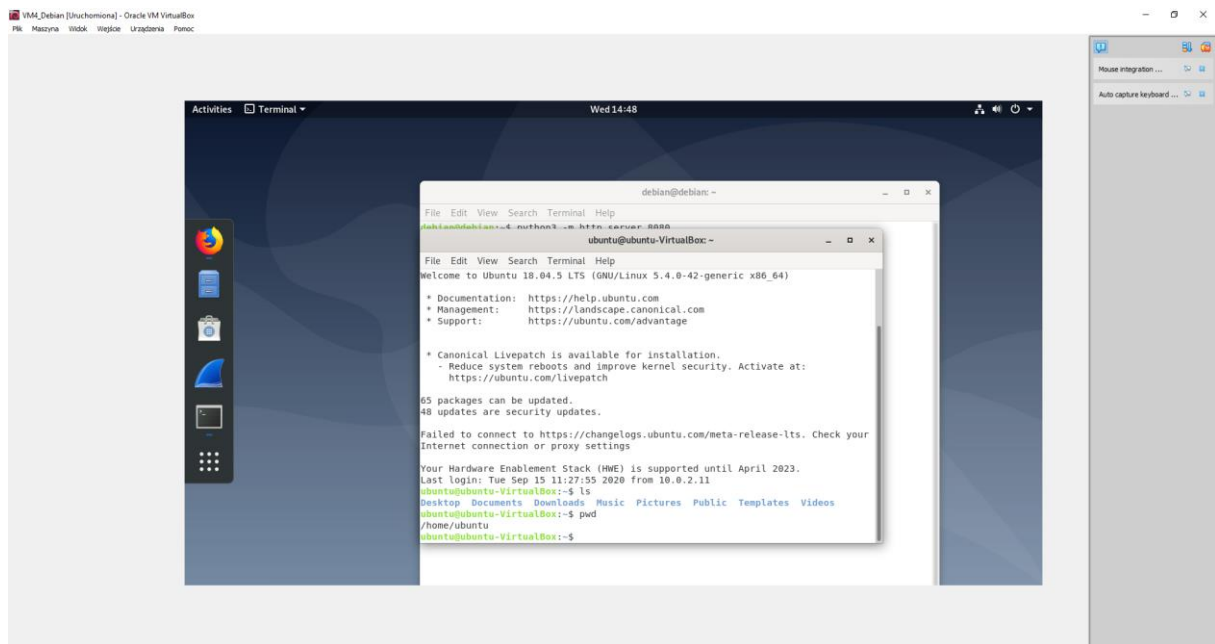 VM4_Debian [Uruchomiona] - Oracle VM VirtualBox
Plik Maszyna Widok Wejście Urządzenia Pomoc
Mouse integration ...
Auto capture keyboard ...
Activities Terminal Wed 14:48
debian@debian: ~
File Edit View Search Terminal Help
debian@debian:~$ python3 -m http.server 8080
ubuntu@ubuntu-VirtualBox: ~
File Edit View Search Terminal Help
Welcome to Ubuntu 18.04.5 LTS (GNU/Linux 5.4.0-42-generic x86_64)
* Documentation: https://help.ubuntu.com
* Management: https://landscape.canonical.com
* Support: https://ubuntu.com/advantage
* Canonical Livepatch is available for installation.
- Reduce system reboots and improve kernel security. Activate at:
https://ubuntu.com/livepatch
65 packages can be updated.
48 updates are security updates.
Failed to connect to https://changelogs.ubuntu.com/meta-release-lts. Check your
Internet connection or proxy settings
Your Hardware Enablement Stack (HWE) is supported until April 2023.
Last login: Tue Sep 15 11:27:55 2020 from 10.0.2.11
ubuntu@ubuntu-VirtualBox:~$ ls
Desktop Documents Downloads Music Pictures Public Templates Videos
ubuntu@ubuntu-VirtualBox:~$ pwd
/home/ubuntu
ubuntu@ubuntu-VirtualBox:~$